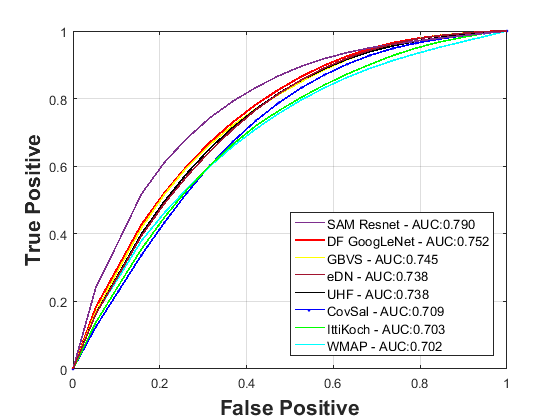 1
0.8
0.6
0.4
0.2
0
0
0.2
0.4
0.6
0.8
1
True Positive
False Positive
SAM Resnet - AUC:0.790
DF GoogLeNet - AUC:0.752
GBVS - AUC:0.745
eDN - AUC:0.738
UHF - AUC:0.738
CovSal - AUC:0.709
IttiKoch - AUC:0.703
WMAP - AUC:0.702